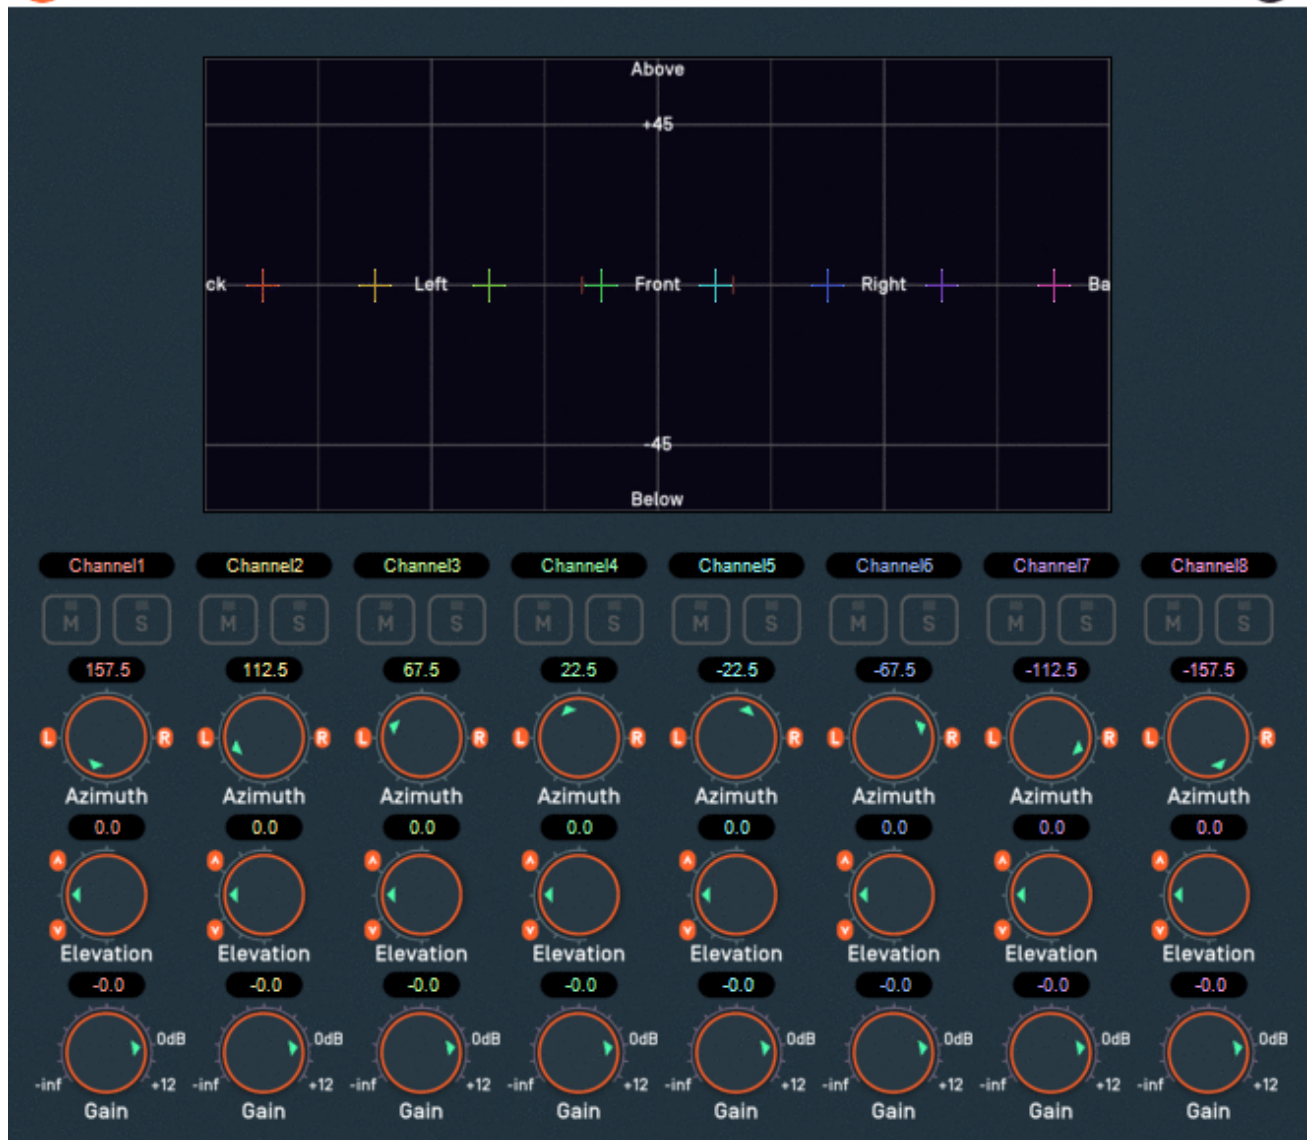 Above
+45
ck Left Front Right Ba
-45
Below
Channel1 Channel2 Channel3 Channel4 Channel5 Channel6 Channel7 Channel8
M S M S M S M S M S M S M S M S
157.5 112.5 67.5 22.5 -22.5 -67.5 -112.5 -157.5
L R L R L R L R L R L R L R L R
Azimuth Azimuth Azimuth Azimuth Azimuth Azimuth Azimuth Azimuth
0.0 0.0 0.0 0.0 0.0 0.0 0.0 0.0
Elevation Elevation Elevation Elevation Elevation Elevation Elevation Elevation
-0.0 -0.0 -0.0 -0.0 -0.0 -0.0 -0.0 -0.0
0dB 0dB 0dB 0dB 0dB 0dB 0dB 0dB
-inf +12 -inf +12 -inf +12 -inf +12 -inf +12 -inf +12 -inf +12 -inf +12
Gain Gain Gain Gain Gain Gain Gain Gain